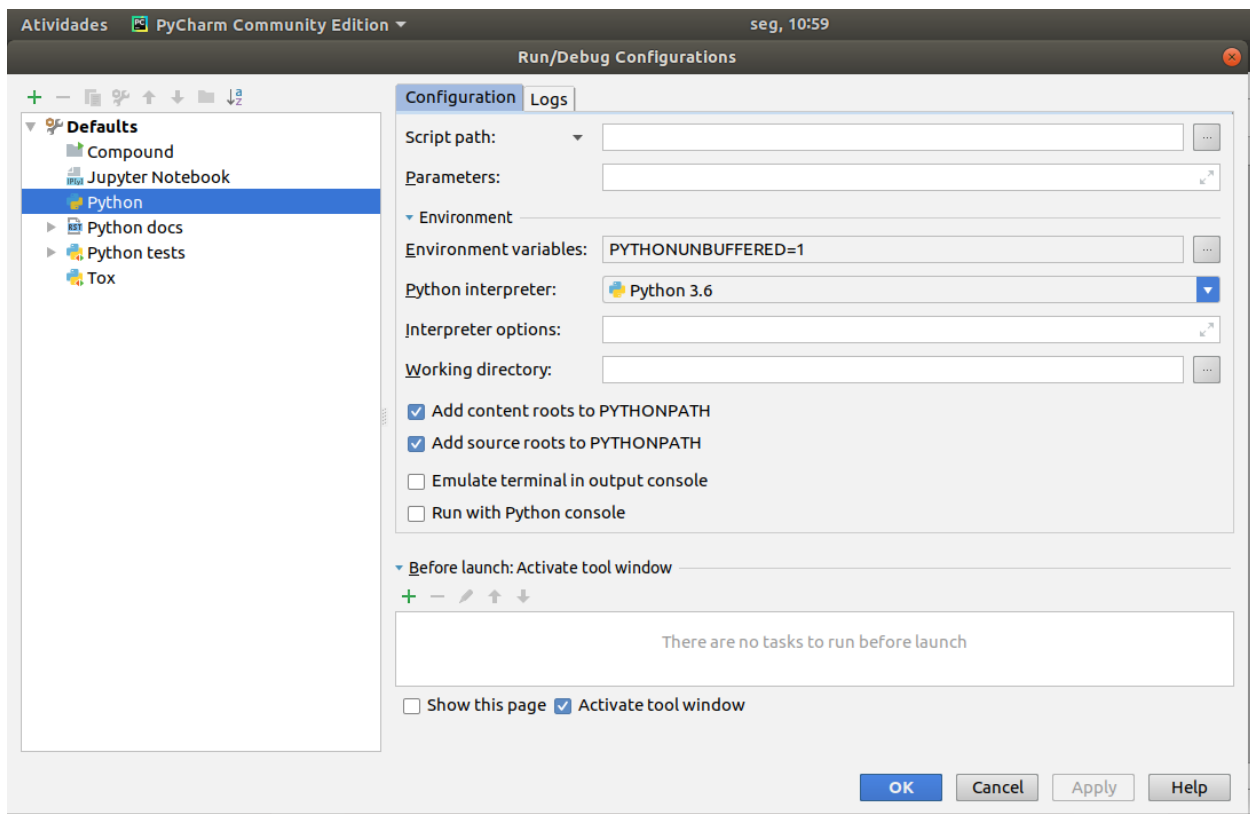 Atividades PyCharm Community Edition seg, 10:59
Run/Debug Configurations
Defaults
Compound
Jupyter Notebook
Python
Python docs
Python tests
Tox
Configuration Logs
Script path:
Parameters:
Environment
Environment variables: PYTHONUNBUFFERED=1
Python interpreter: Python 3.6
Interpreter options:
Working directory:
Add content roots to PYTHONPATH
Add source roots to PYTHONPATH
Emulate terminal in output console
Run with Python console
Before launch: Activate tool window
There are no tasks to run before launch
Show this page Activate tool window
OK Cancel Apply Help